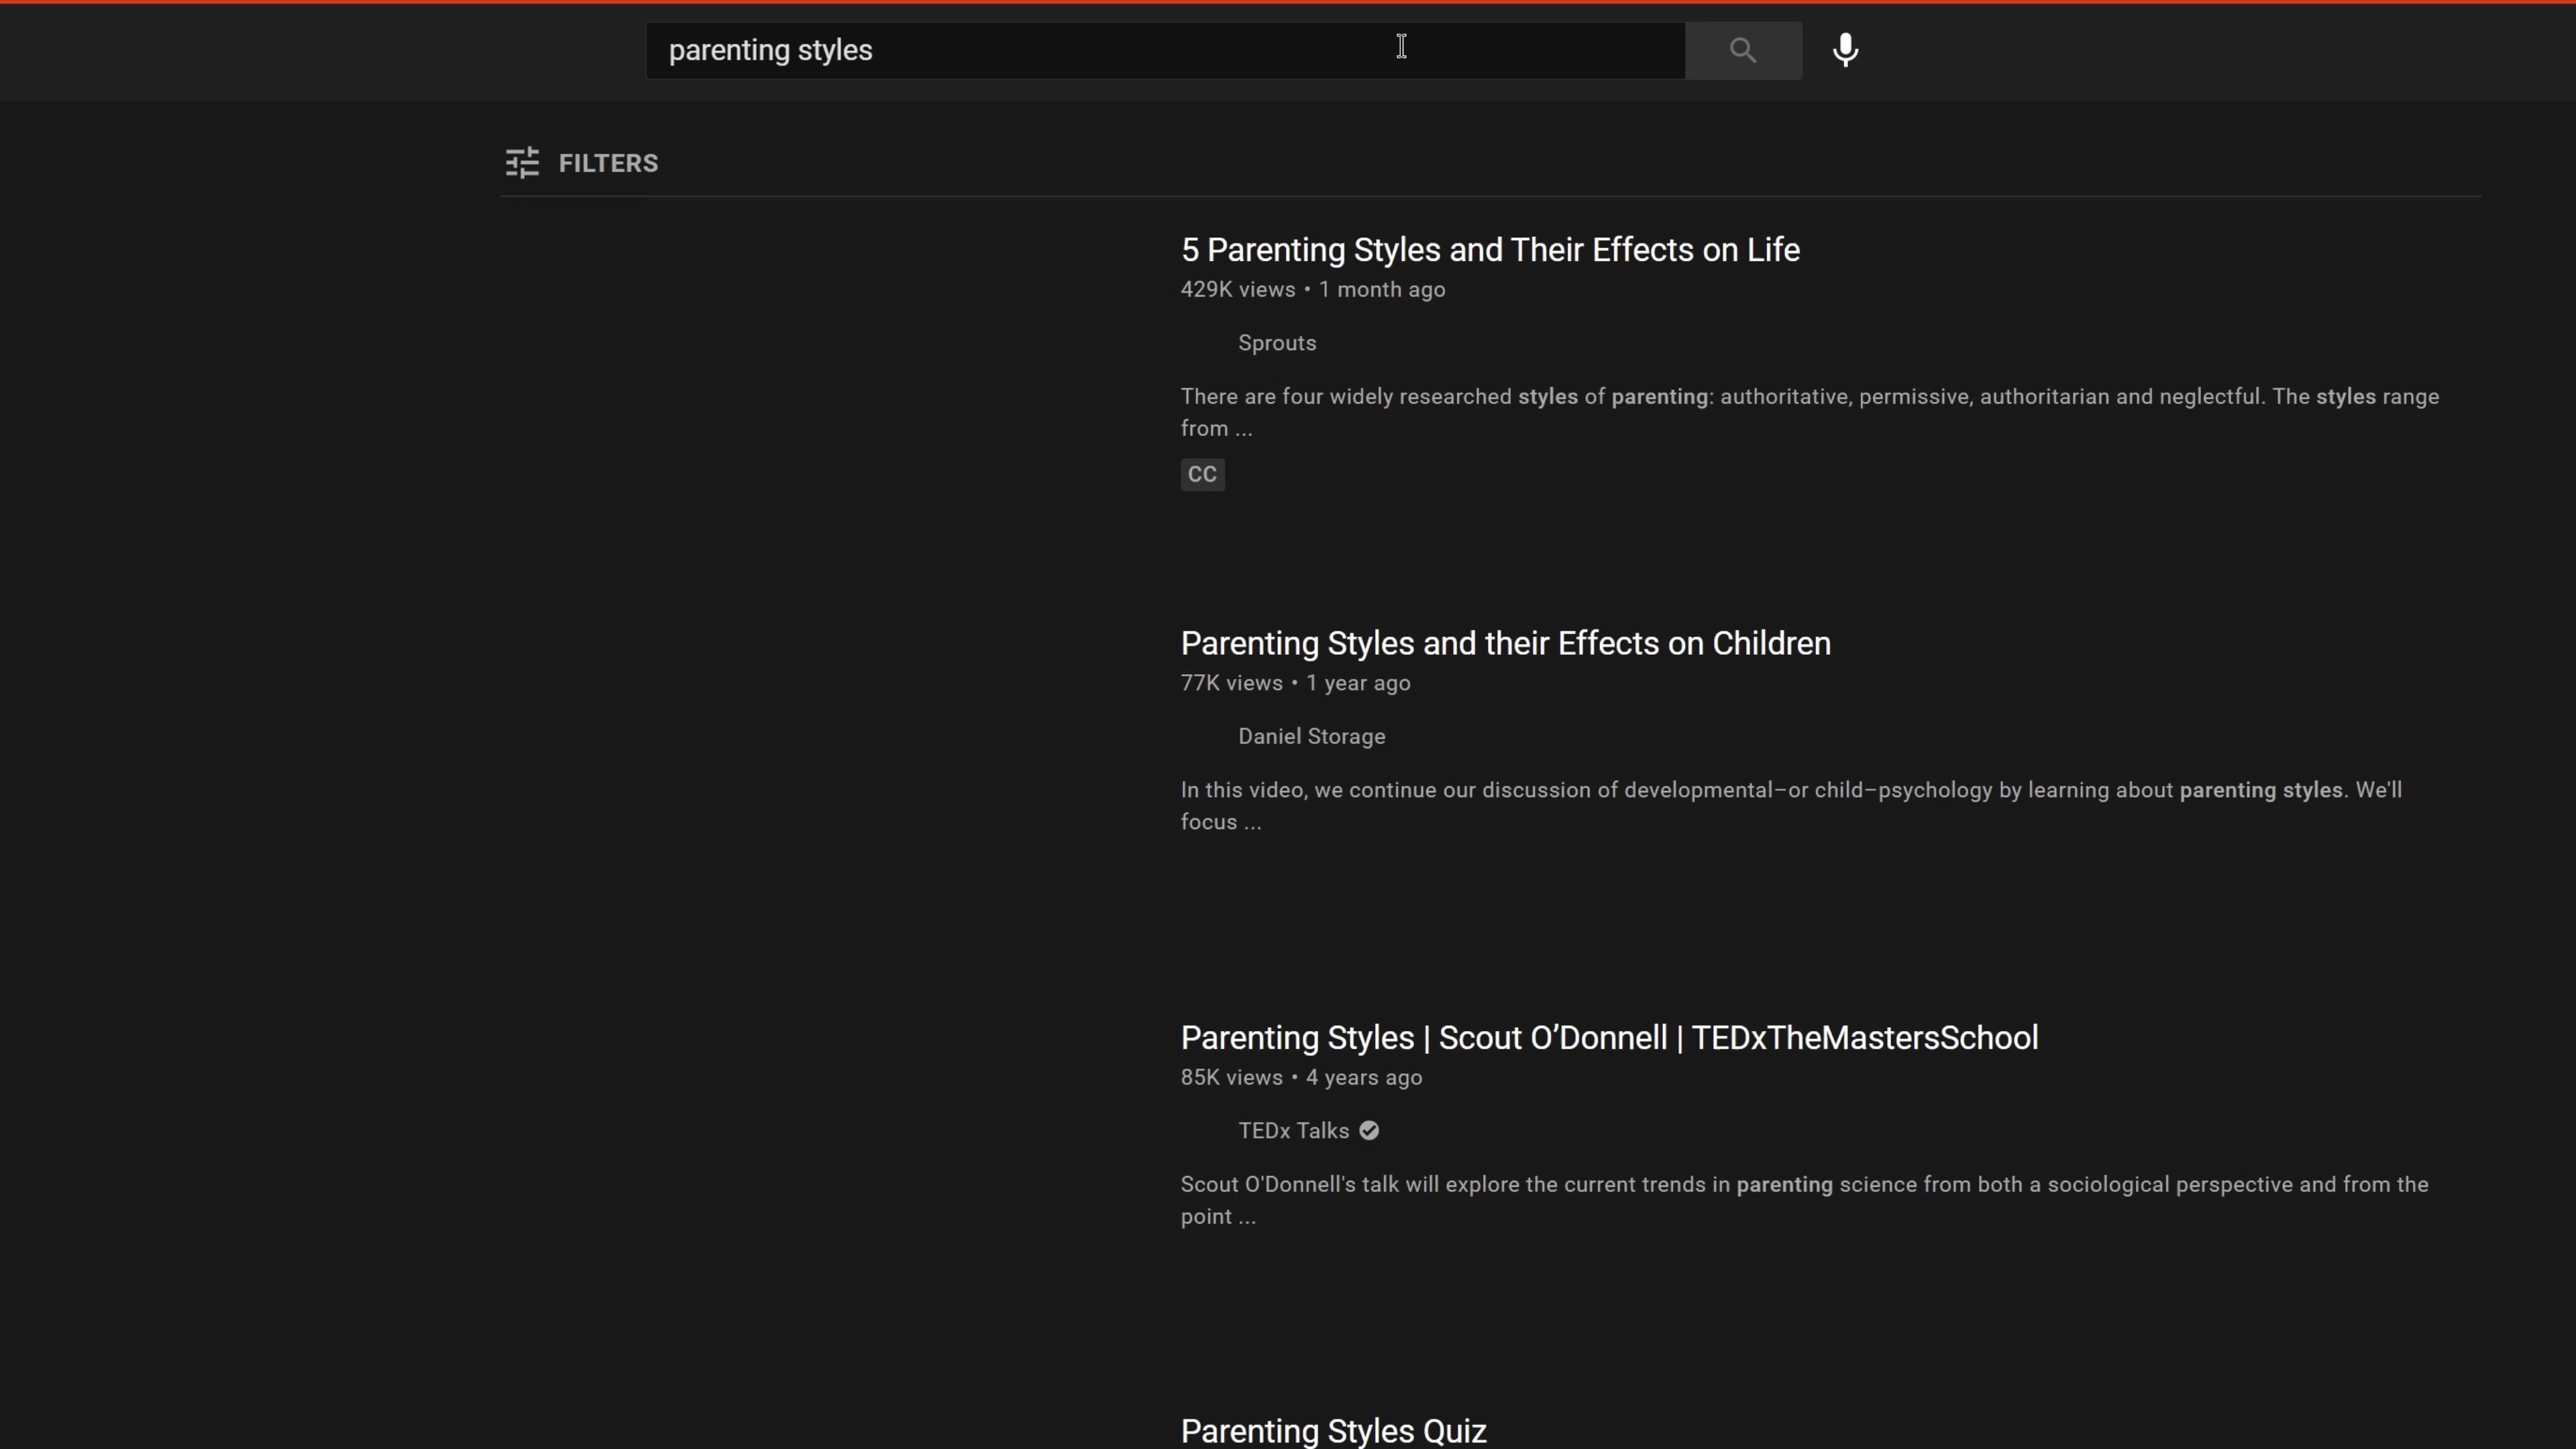 parenting styles
FILTERS
5 Parenting Styles and Their Effects on Life
429K views • 1 month ago
Sprouts
There are four widely researched styles of parenting: authoritative, permissive, authoritarian and neglectful. The styles range
from ...
CC
Parenting Styles and their Effects on Children
77K views • 1 year ago
Daniel Storage
In this video, we continue our discussion of developmental–or child–psychology by learning about parenting styles. We'll
focus ...
Parenting Styles | Scout O’Donnell | TEDxTheMastersSchool
85K views • 4 years ago
TEDx Talks
Scout O'Donnell's talk will explore the current trends in parenting science from both a sociological perspective and from the
point ...
Parenting Styles Quiz